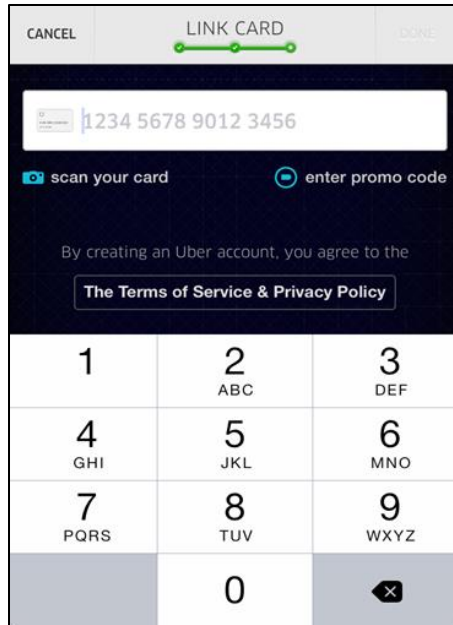 CANCEL
LINK CARD
DONE
1234 5678 9012 3456
scan your card
enter promo code
By creating an Uber account, you agree to the
The Terms of Service & Privacy Policy
1
2
ABC
3
DEF
4
GHI
5
JKL
6
MNO
7
PQRS
8
TUV
9
WXYZ
0